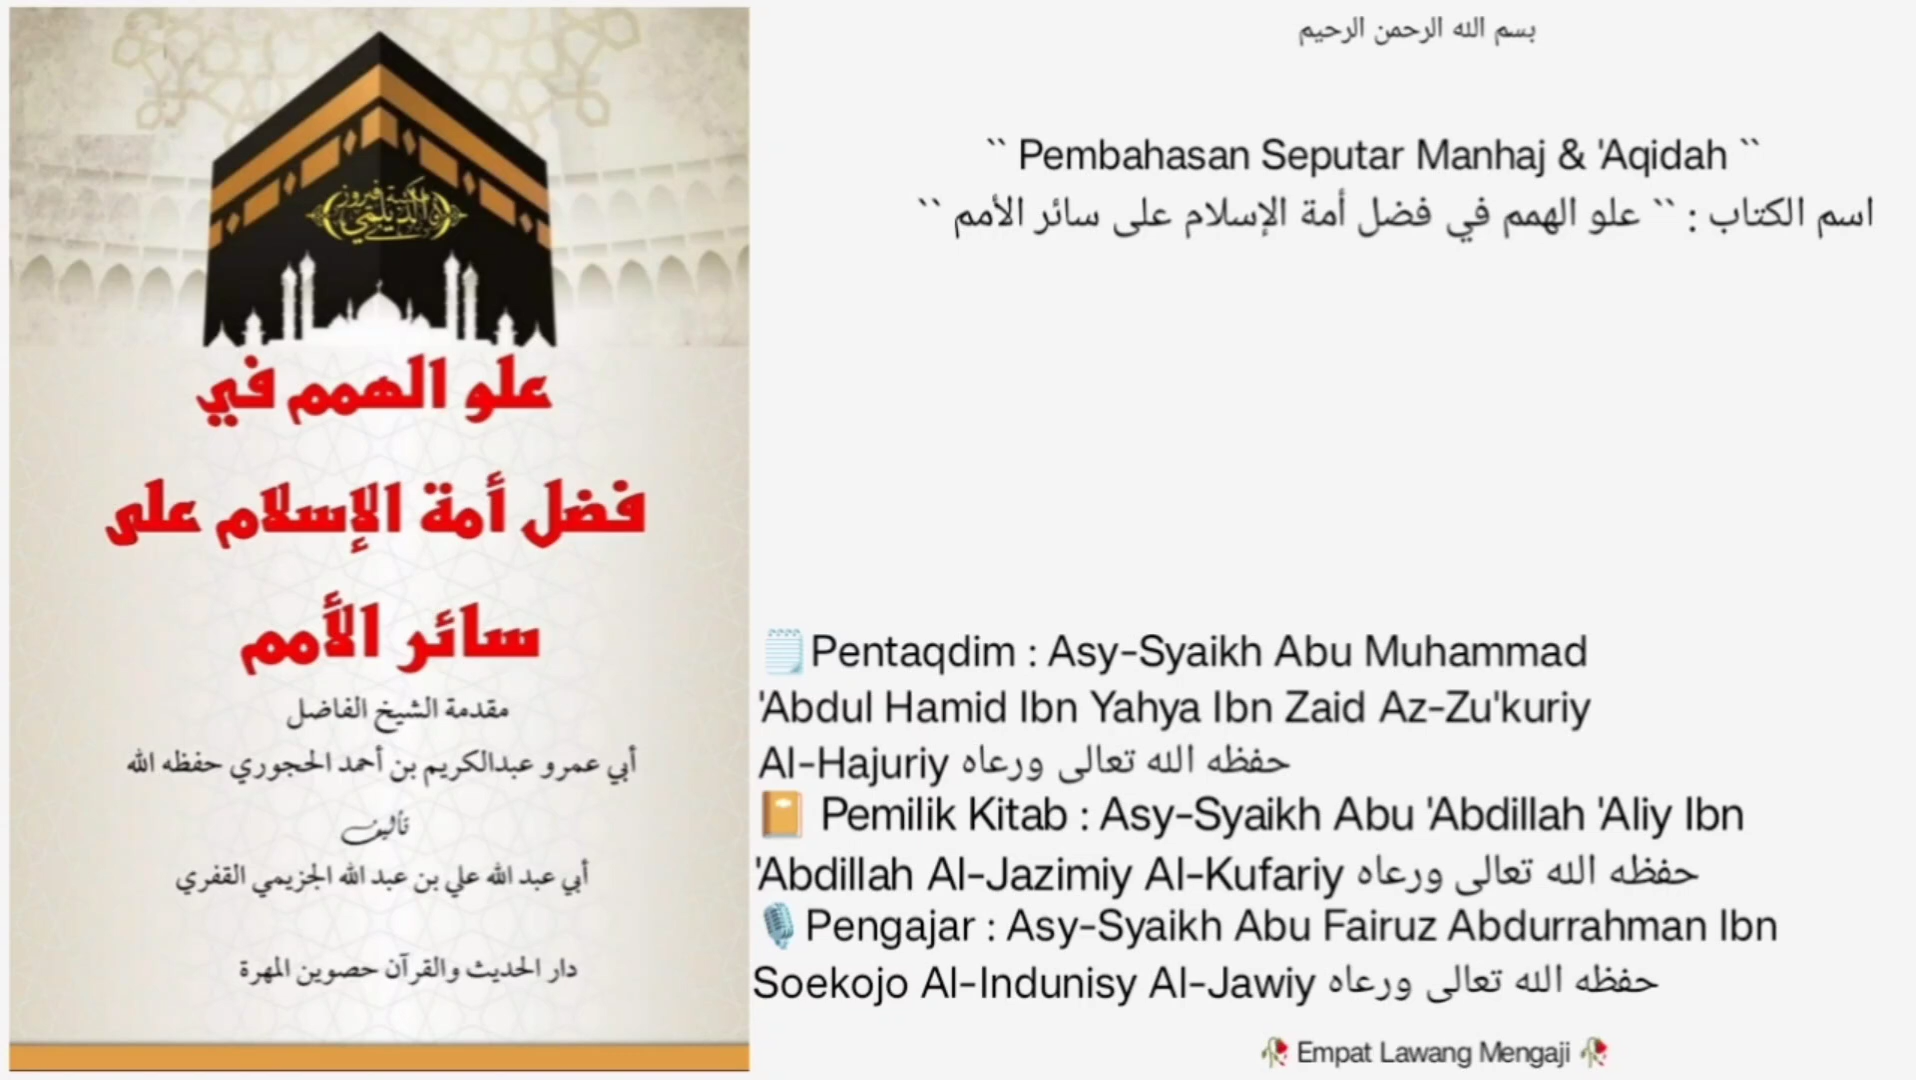 مكتبة فيروز الديلمي
علو الهمم في
فضل أمة الإسلام على
سائر الأمم
مقدمة الشيخ الفاضل
أبي عمرو عبدالكريم بن أحمد الحجوري حفظه الله
تأليف
أبي عبد الله علي بن عبد الله الجزيمي القفري
دار الحديث والقرآن حصوين المهرة
بسم الله الرحمن الرحيم
`` Pembahasan Seputar Manhaj & 'Aqidah ``
اسم الكتاب : `` علو الهمم في فضل أمة الإسلام على سائر الأمم ``
Pentaqdim : Asy-Syaikh Abu Muhammad
'Abdul Hamid Ibn Yahya Ibn Zaid Az-Zu'kuriy
Al-Hajuriy حفظه الله تعالى ورعاه
Pemilik Kitab : Asy-Syaikh Abu 'Abdillah 'Aliy Ibn
'Abdillah Al-Jazimiy Al-Kufariy حفظه الله تعالى ورعاه
Pengajar : Asy-Syaikh Abu Fairuz Abdurrahman Ibn
Soekojo Al-Indunisy Al-Jawiy حفظه الله تعالى ورعاه
Empat Lawang Mengaji